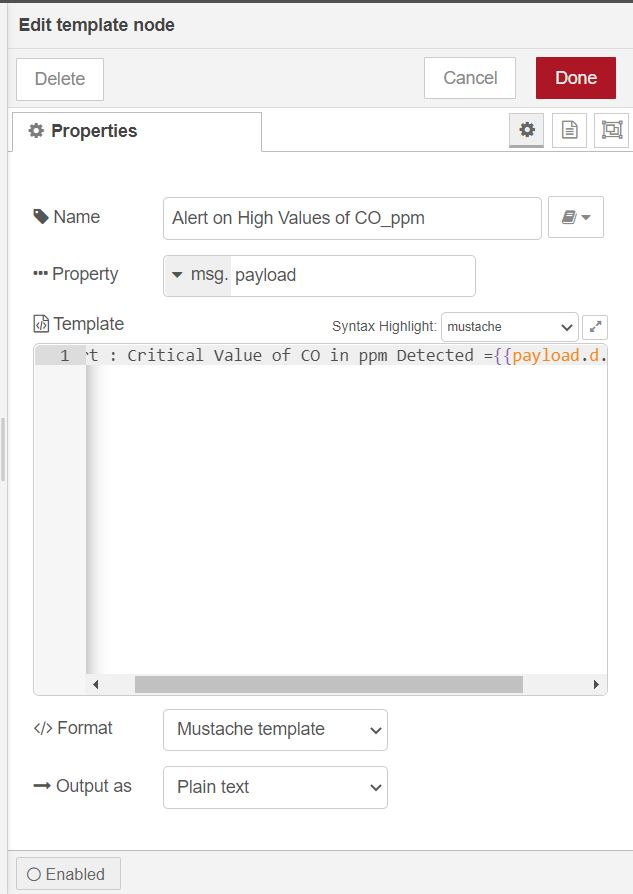 Edit template node
Delete
Cancel
Done
Properties
Name
Alert on High Values of CO_ppm
Property
msg. payload
Template
Syntax Highlight: mustache
1 t : Critical Value of CO in ppm Detected ={{payload.d.
</> Format
Mustache template
Output as
Plain text
Enabled